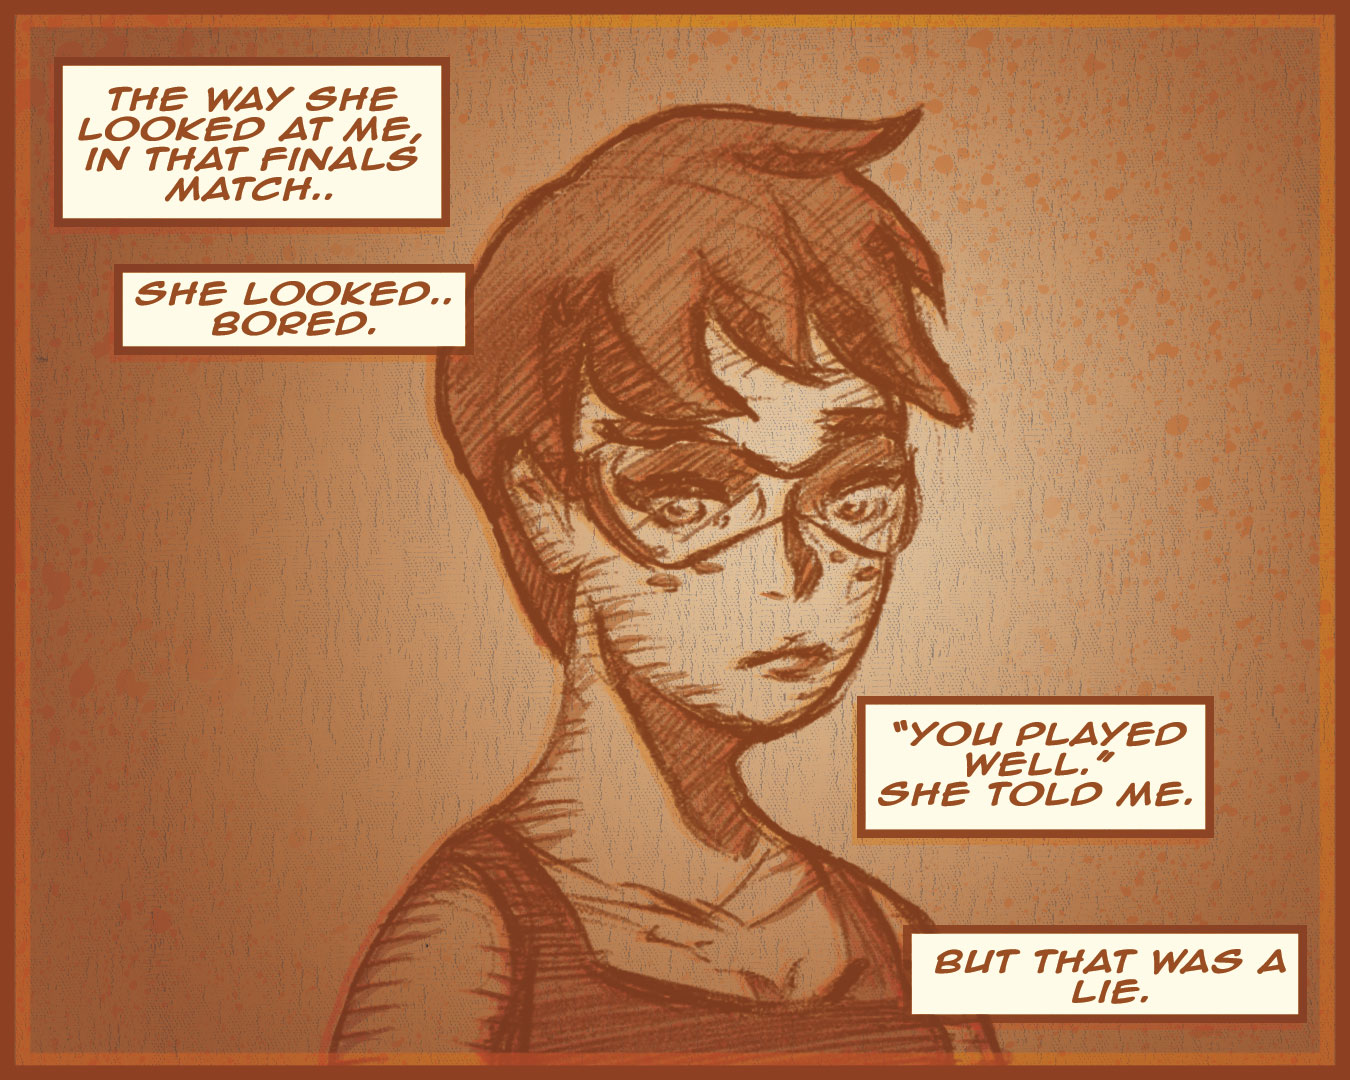 THE WAY SHE
LOOKED AT ME,
IN THAT FINALS
MATCH..
SHE LOOKED..
BORED.
"YOU PLAYED
WELL."
SHE TOLD ME.
BUT THAT WAS A
LIE.